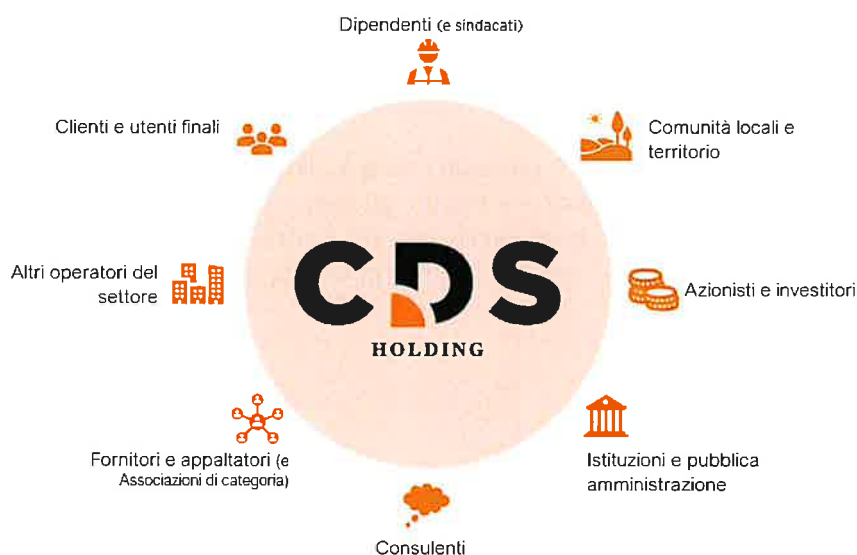 Dipendenti (e sindacati)
Clienti e utenti finali
Comunità locali e
territorio
Altri operatori del
settore
CDS
HOLDING
Azionisti e investitori
Fornitori e appaltatori (e
Associazioni di categoria)
Istituzioni e pubblica
amministrazione
Consulenti